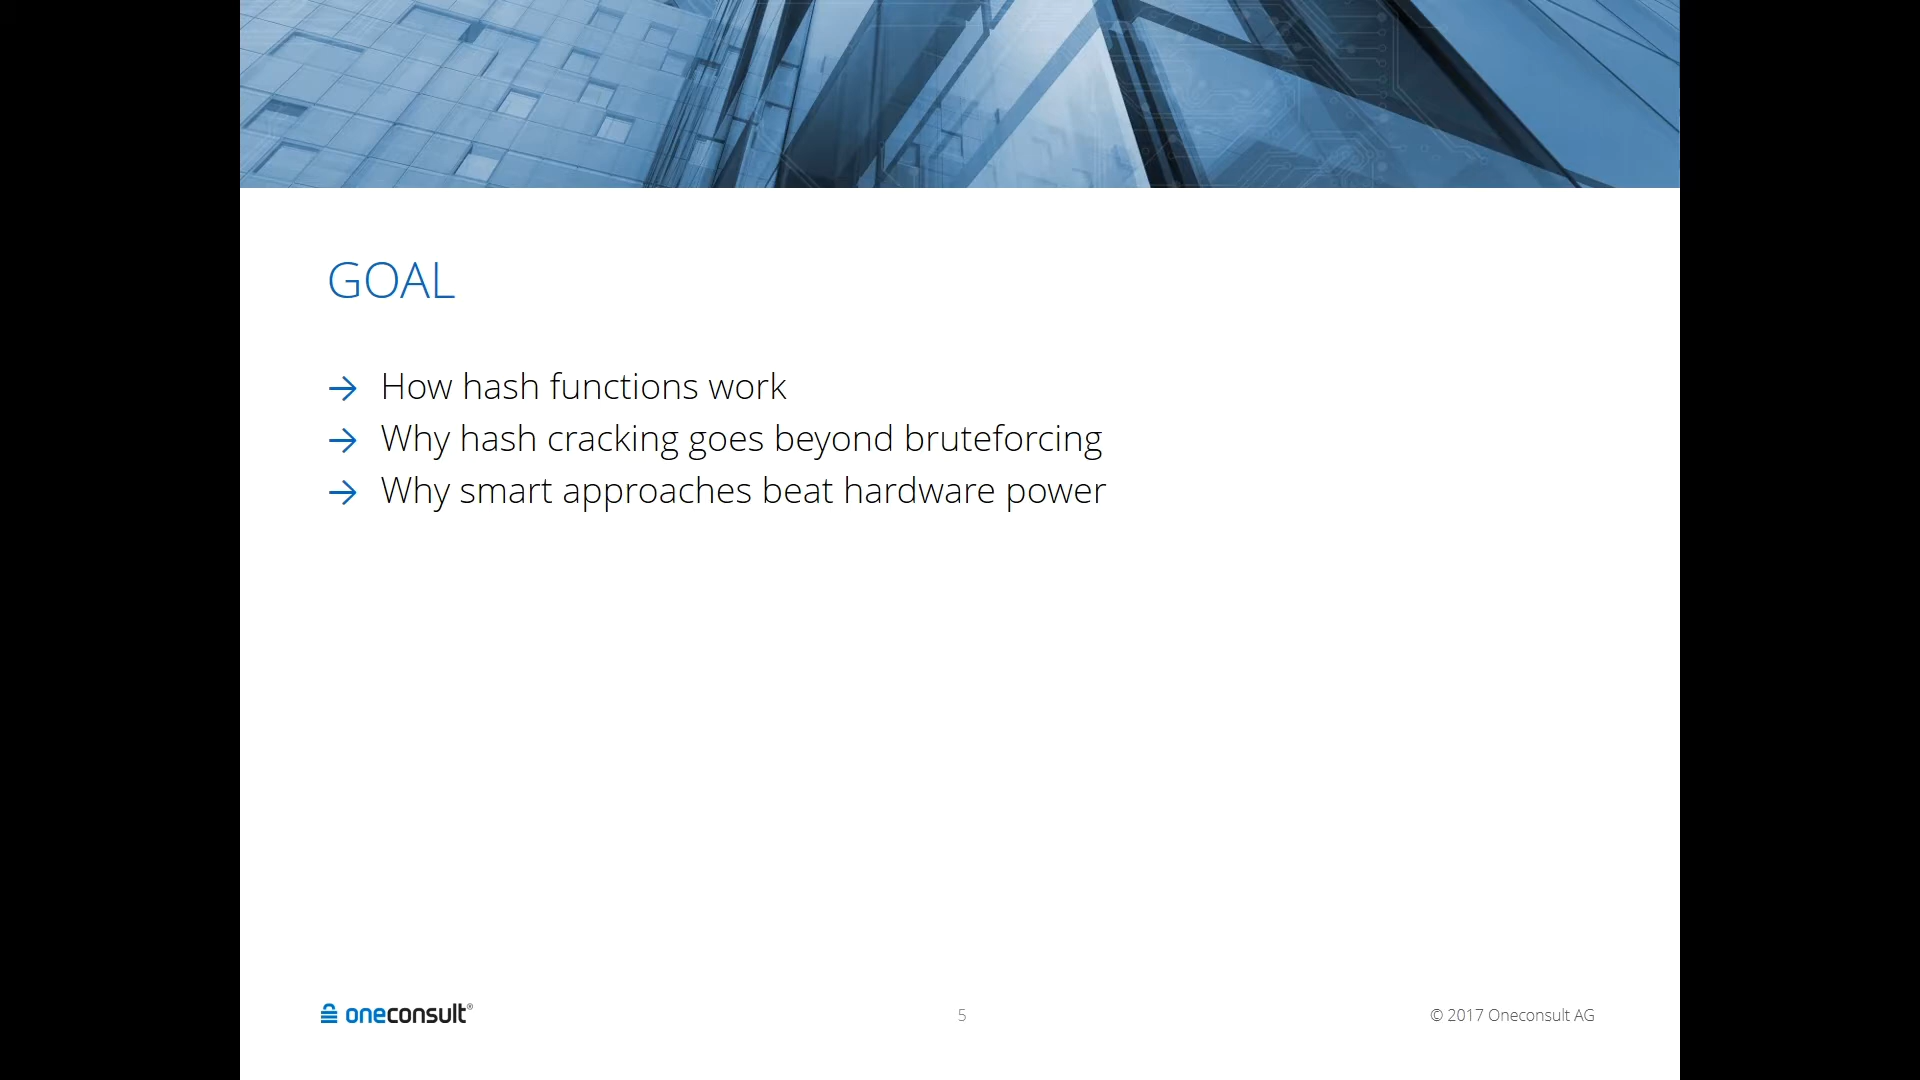 GOAL
→ How hash functions work
→ Why hash cracking goes beyond bruteforcing
→ Why smart approaches beat hardware power
oneconsult®
5
© 2017 Oneconsult AG